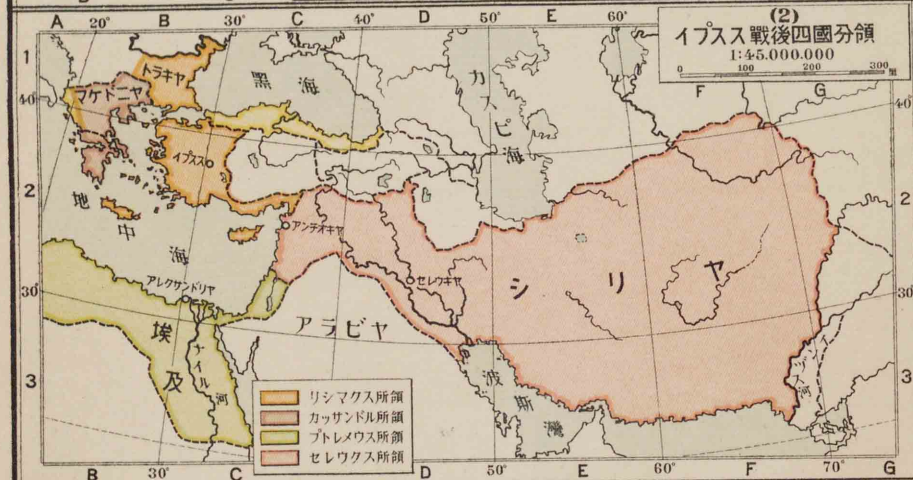 A 20° B 30° C D 50° E 60°
(2)
イプスス戰後四國分領
1:45.000.000
0 100 200 300 里
F G
1
40°
40°
トラキヤ
マケドニヤ
黑海
カスピ海
イプスス
2
2
地中海
アンチオキヤ
アレクサンドリヤ
セレウキヤ
シリヤ
30°
30°
アラビヤ
埃及
ナイル河
3
3
波斯灣
河
リシマクス所領
カッサンドル所領
プトレメウス所領
セレウクス所領
B 30° C D 50° E 60° F 70° G